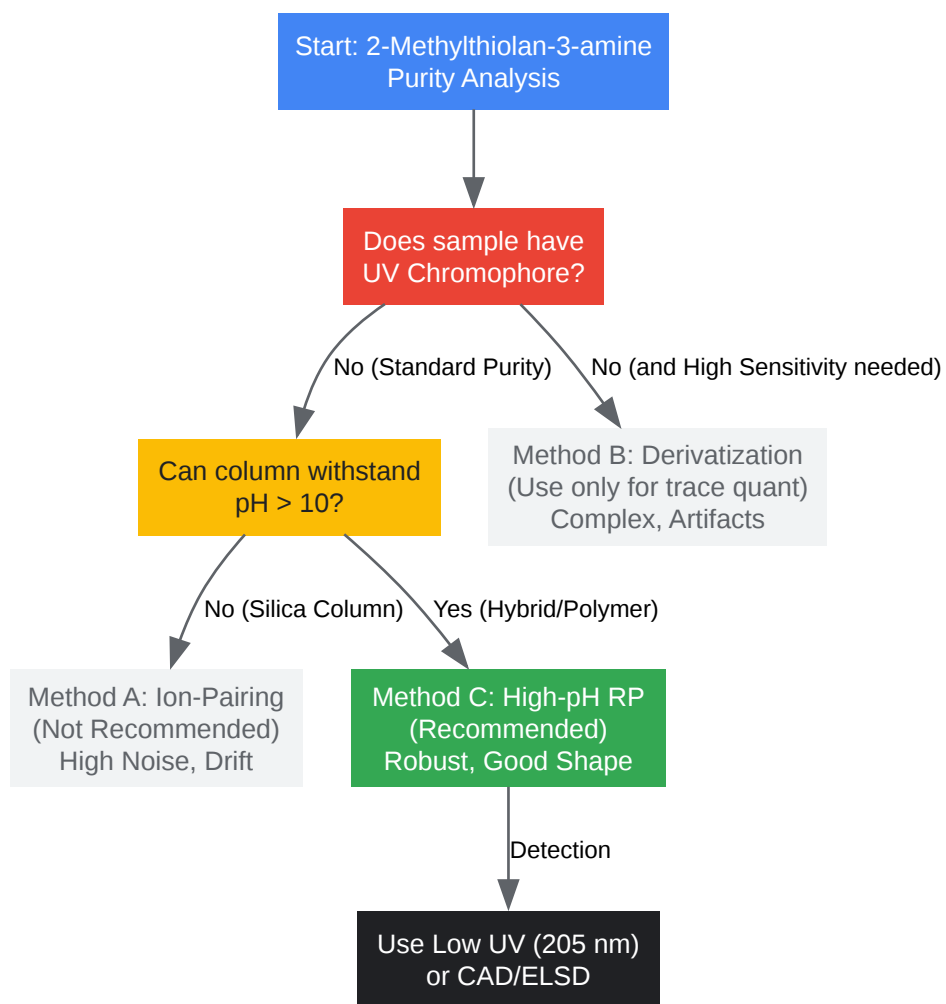 Start: 2-Methylthiolan-3-amine
Purity Analysis
Does sample have
UV Chromophore?
No (Standard Purity)
No (and High Sensitivity needed)
Can column withstand
pH > 10?
Method B: Derivatization
(Use only for trace quant)
Complex, Artifacts
No (Silica Column)
Yes (Hybrid/Polymer)
Method A: Ion-Pairing
(Not Recommended)
High Noise, Drift
Method C: High-pH RP
(Recommended)
Robust, Good Shape
Detection
Use Low UV (205 nm)
or CAD/ELSD